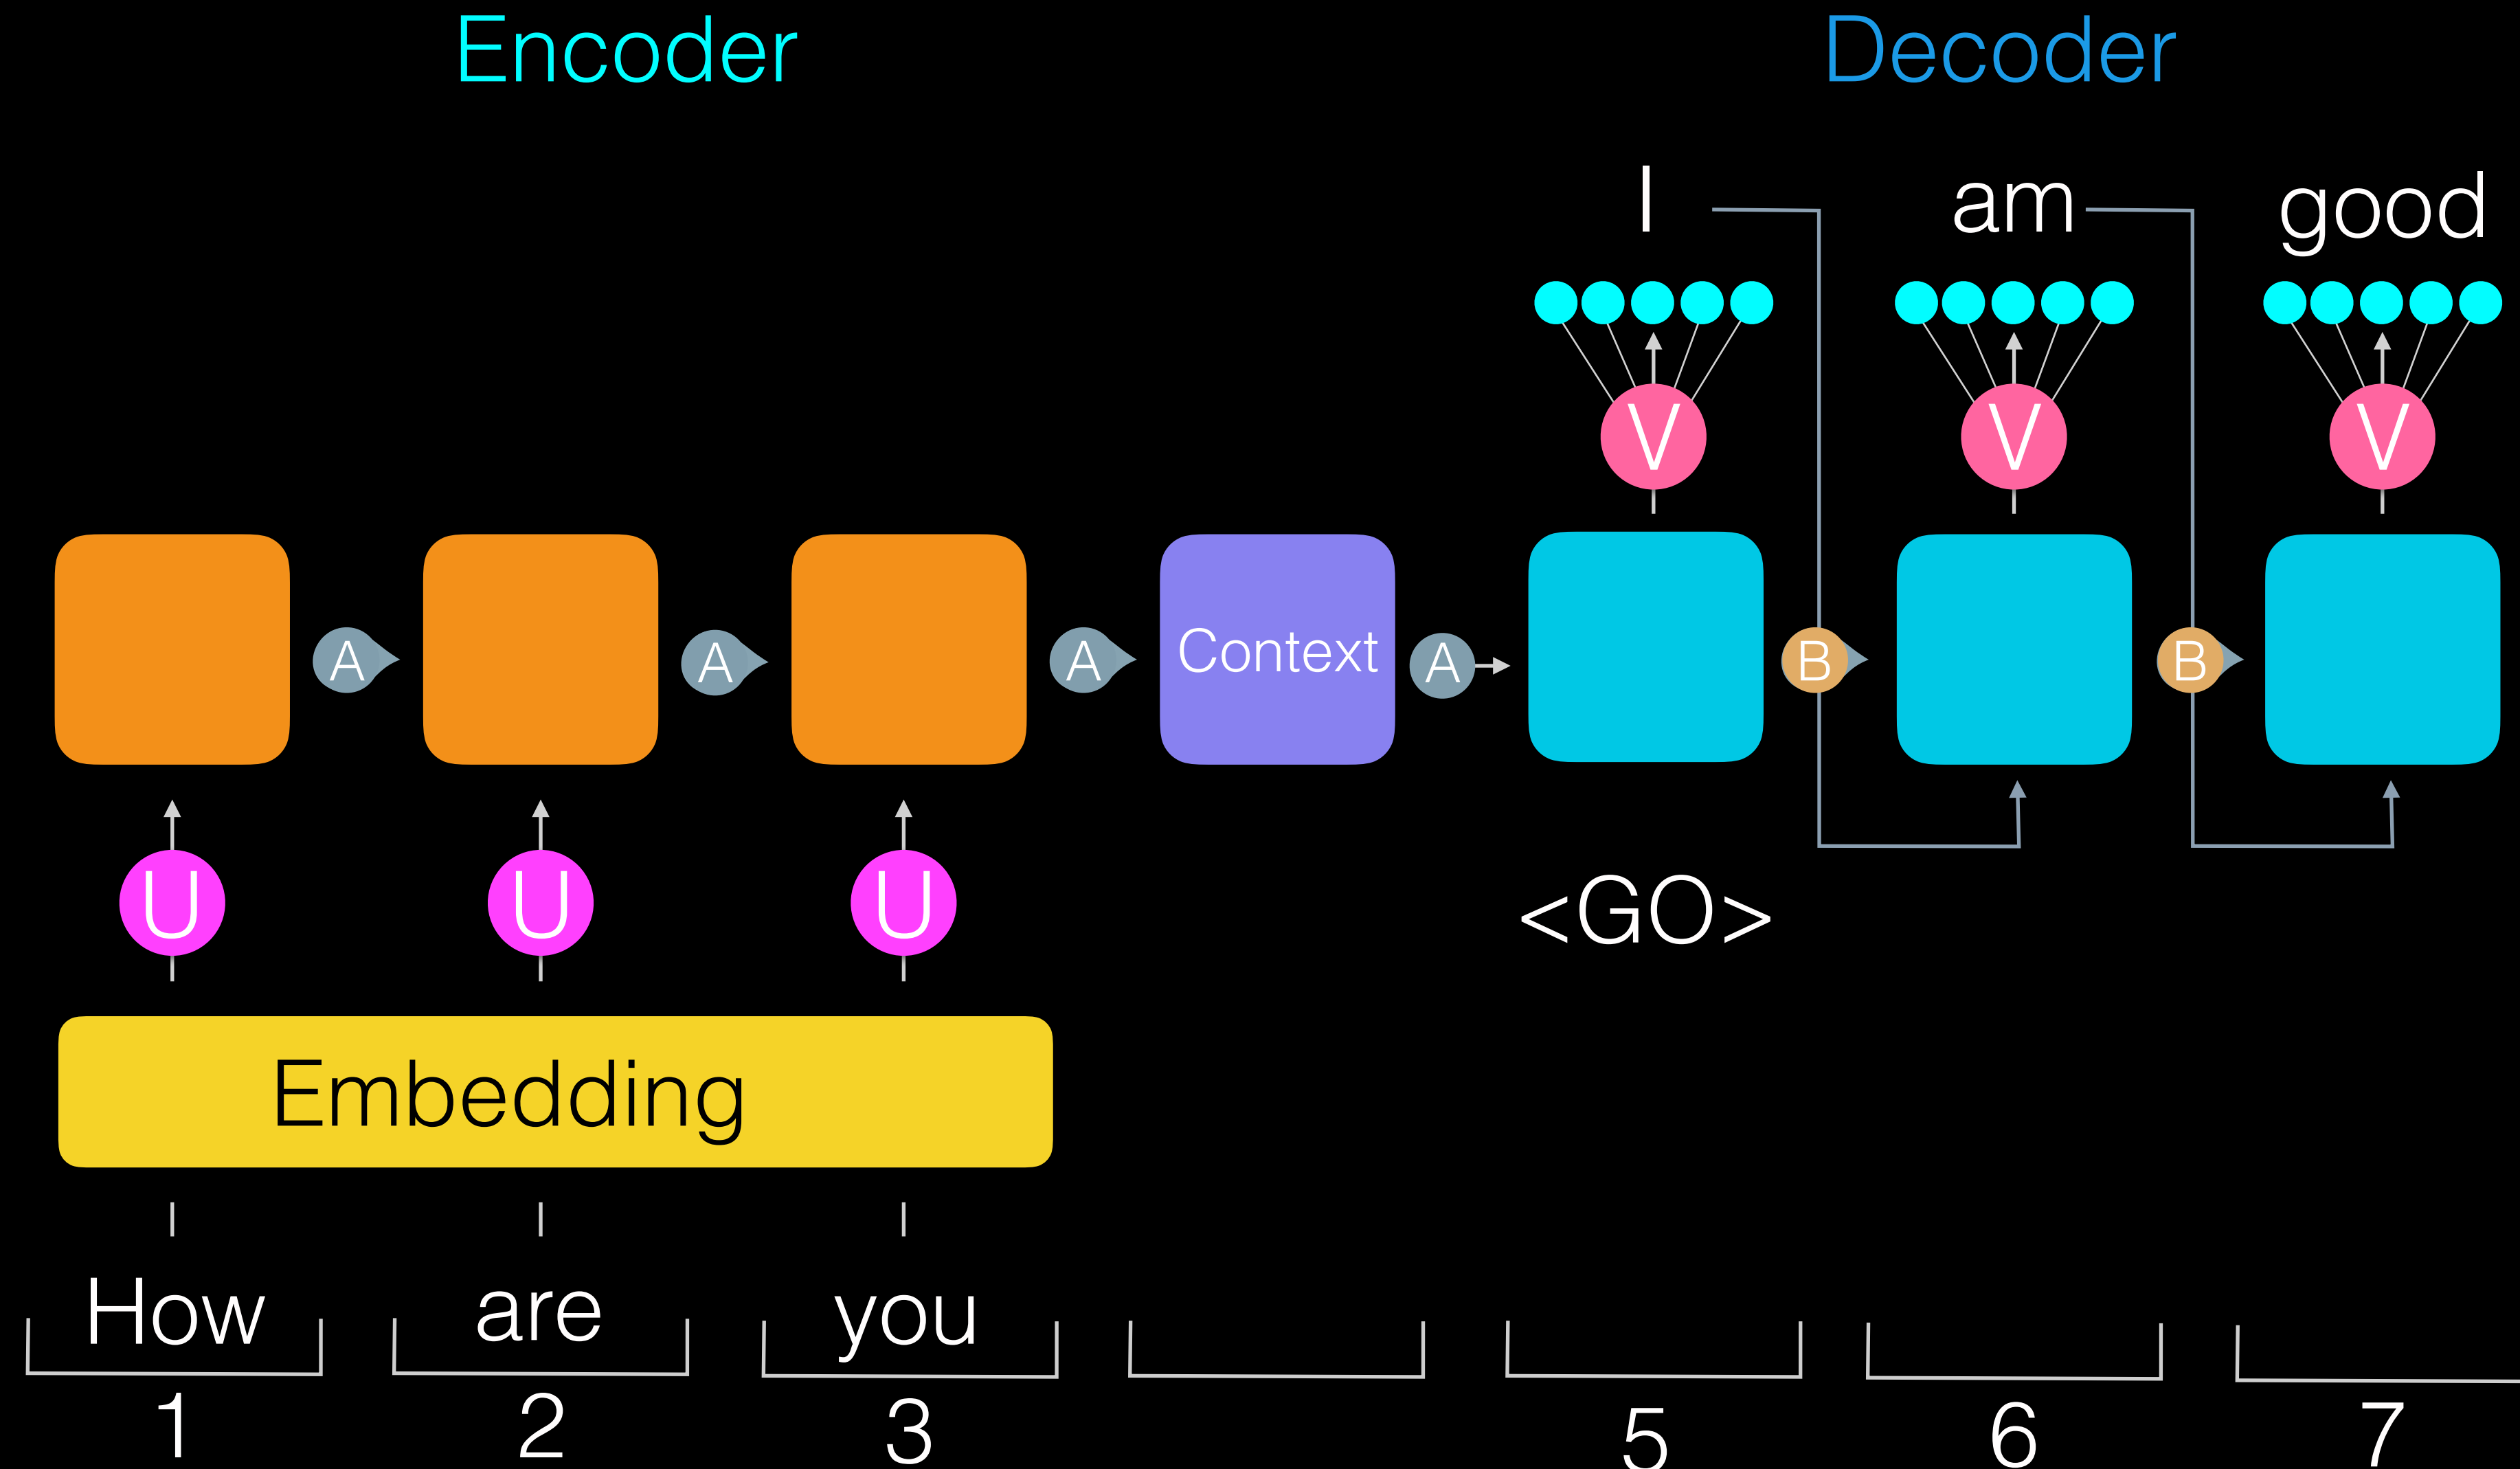 Encoder
Decoder
I am good
V V V
A A A Context A B B
U U U
<GO>
Embedding
How are you
1 2 3 5 6 7